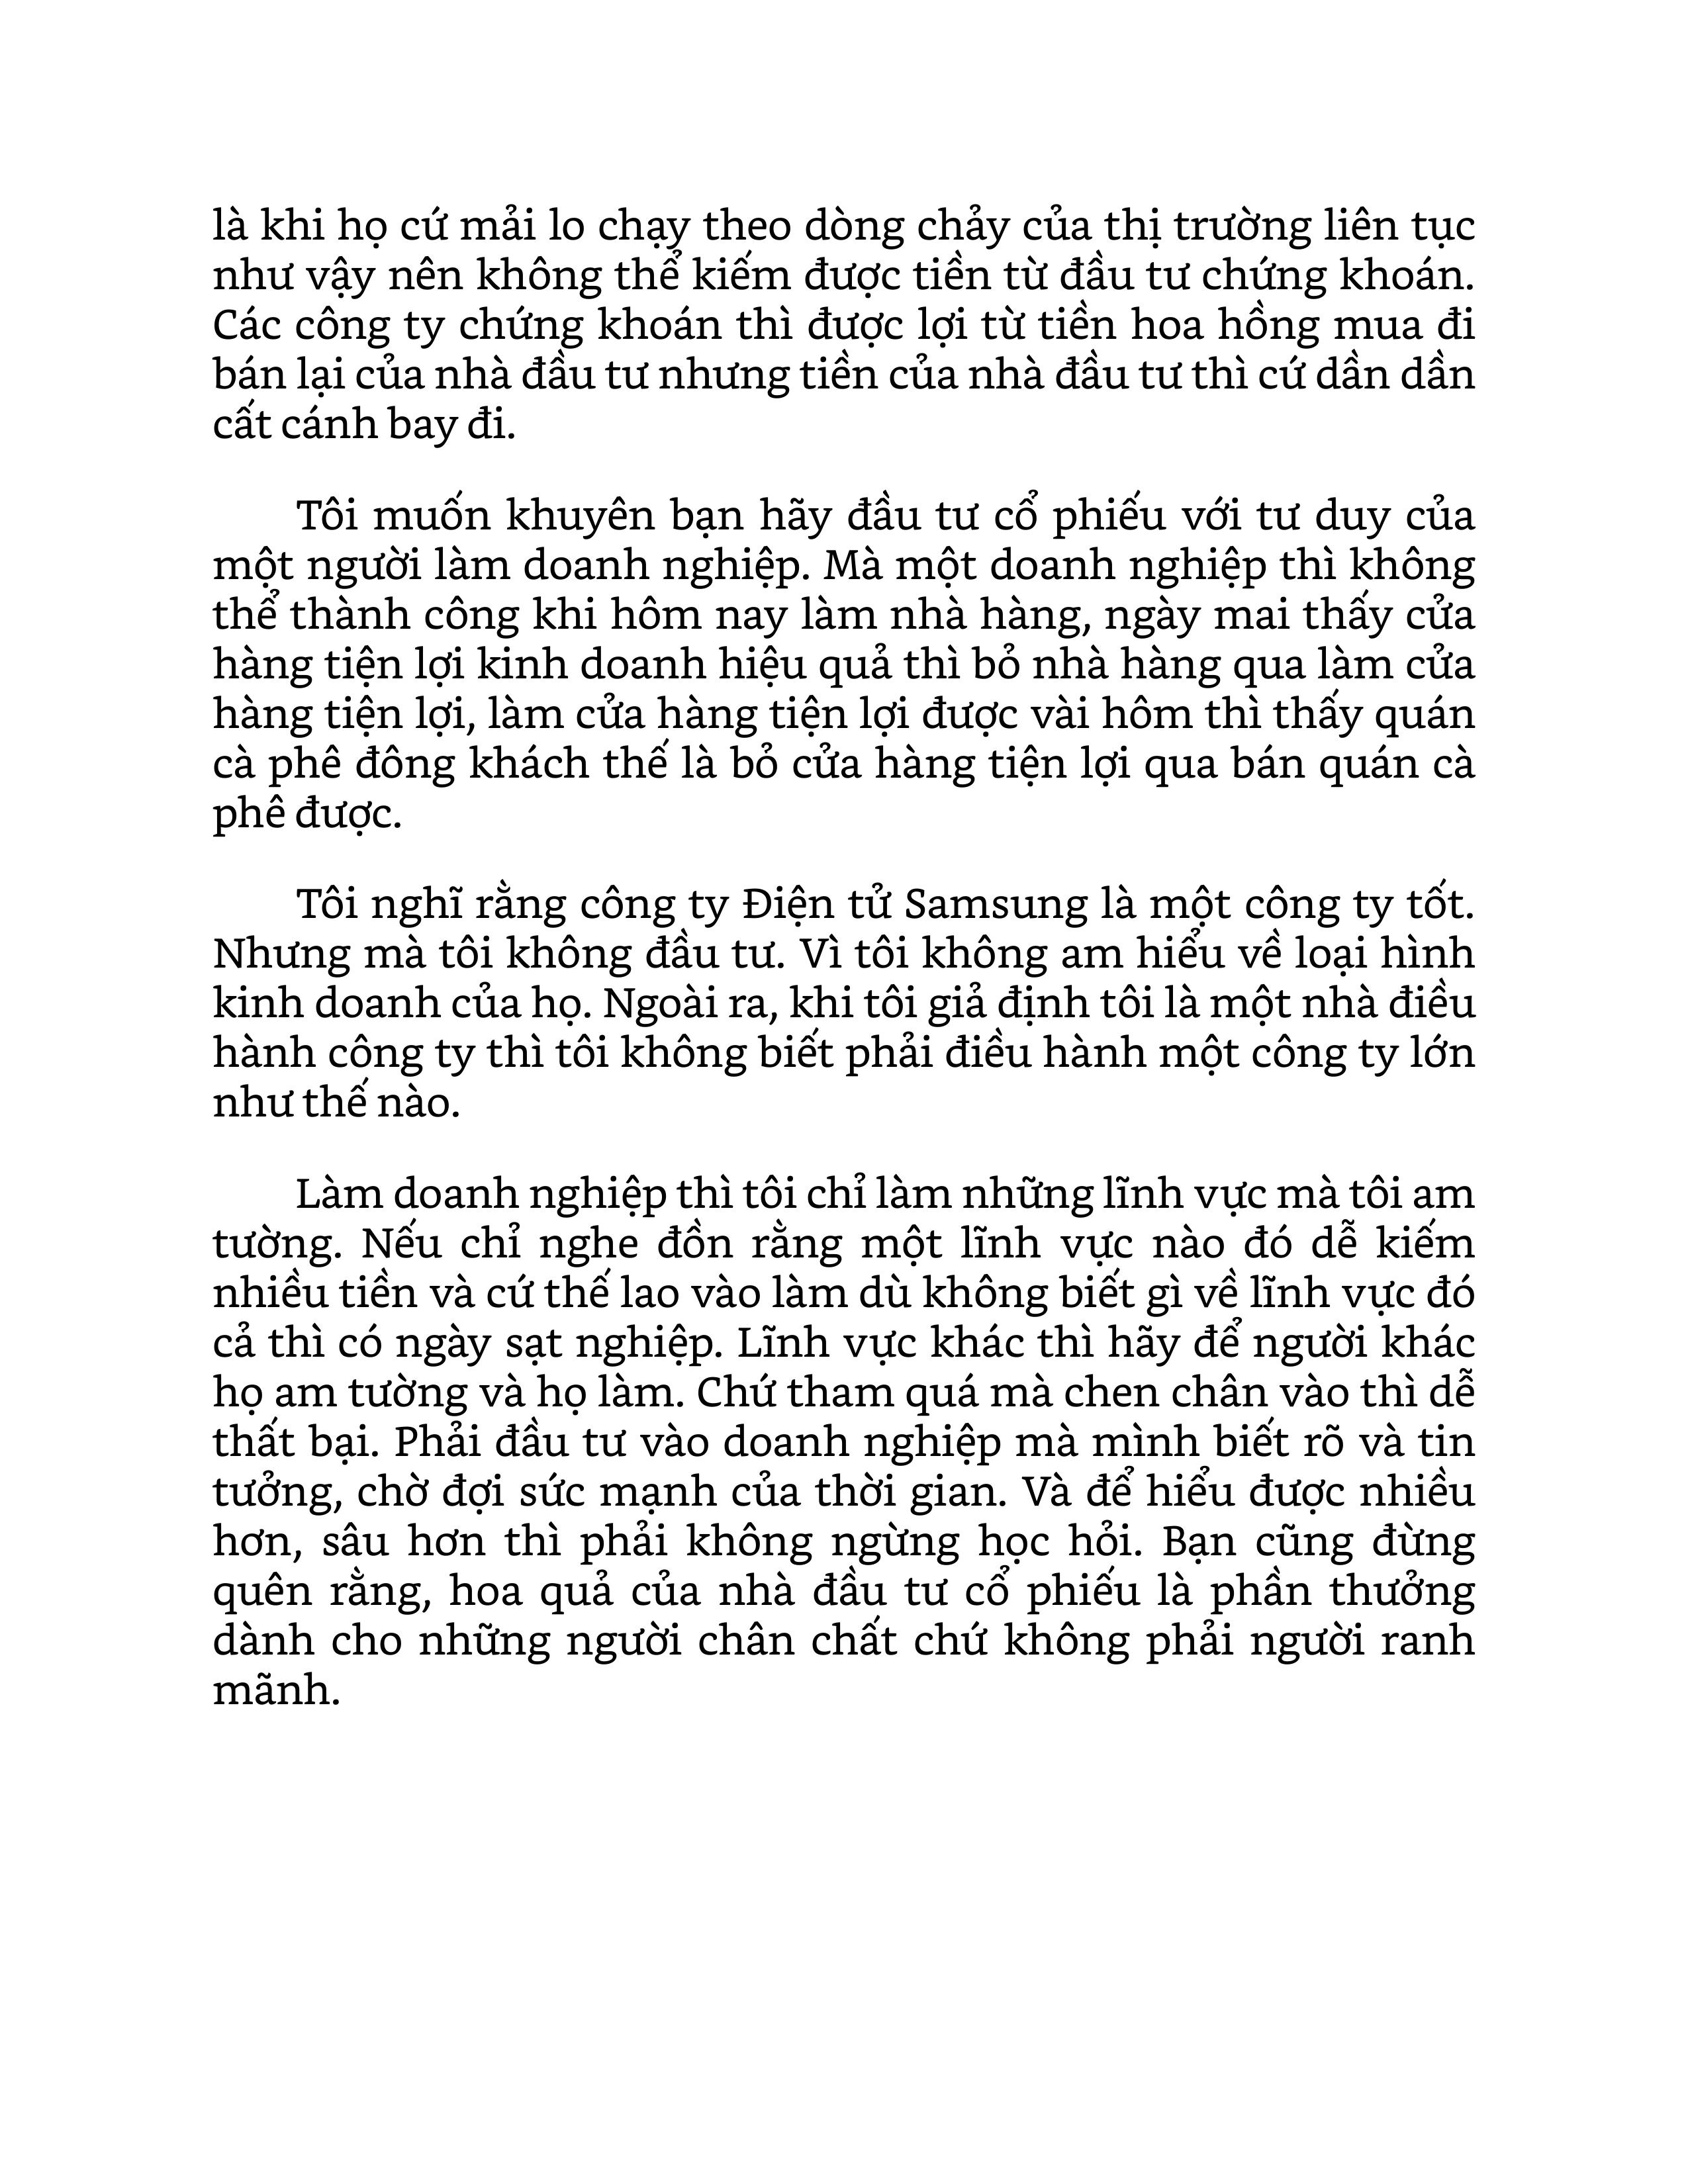 là khi họ cứ mải lo chạy theo dòng chảy của thị trường liên tục
như vậy nên không thể kiếm được tiền từ đầu tư chứng khoán.
Các công ty chứng khoán thì được lợi từ tiền hoa hồng mua đi
bán lại của nhà đầu tư nhưng tiền của nhà đầu tư thì cứ dần dần
cất cánh bay đi.
Tôi muốn khuyên bạn hãy đầu tư cổ phiếu với tư duy của
một người làm doanh nghiệp. Mà một doanh nghiệp thì không
thể thành công khi hôm nay làm nhà hàng, ngày mai thấy cửa
hàng tiện lợi kinh doanh hiệu quả thì bỏ nhà hàng qua làm cửa
hàng tiện lợi, làm cửa hàng tiện lợi được vài hôm thì thấy quán
cà phê đông khách thế là bỏ cửa hàng tiện lợi qua bán quán cà
phê được.
Tôi nghĩ rằng công ty Điện tử Samsung là một công ty tốt.
Nhưng mà tôi không đầu tư. Vì tôi không am hiểu về loại hình
kinh doanh của họ. Ngoài ra, khi tôi giả định tôi là một nhà điều
hành công ty thì tôi không biết phải điều hành một công ty lớn
như thế nào.
Làm doanh nghiệp thì tôi chỉ làm những lĩnh vực mà tôi am
tường. Nếu chỉ nghe đồn rằng một lĩnh vực nào đó dễ kiếm
nhiều tiền và cứ thế lao vào làm dù không biết gì về lĩnh vực đó
cả thì có ngày sạt nghiệp. Lĩnh vực khác thì hãy để người khác
họ am tường và họ làm. Chứ tham quá mà chen chân vào thì dễ
thất bại. Phải đầu tư vào doanh nghiệp mà mình biết rõ và tin
tưởng, chờ đợi sức mạnh của thời gian. Và để hiểu được nhiều
hơn, sâu hơn thì phải không ngừng học hỏi. Bạn cũng đừng
quên rằng, hoa quả của nhà đầu tư cổ phiếu là phần thưởng
dành cho những người chân chất chứ không phải người ranh
mãnh.